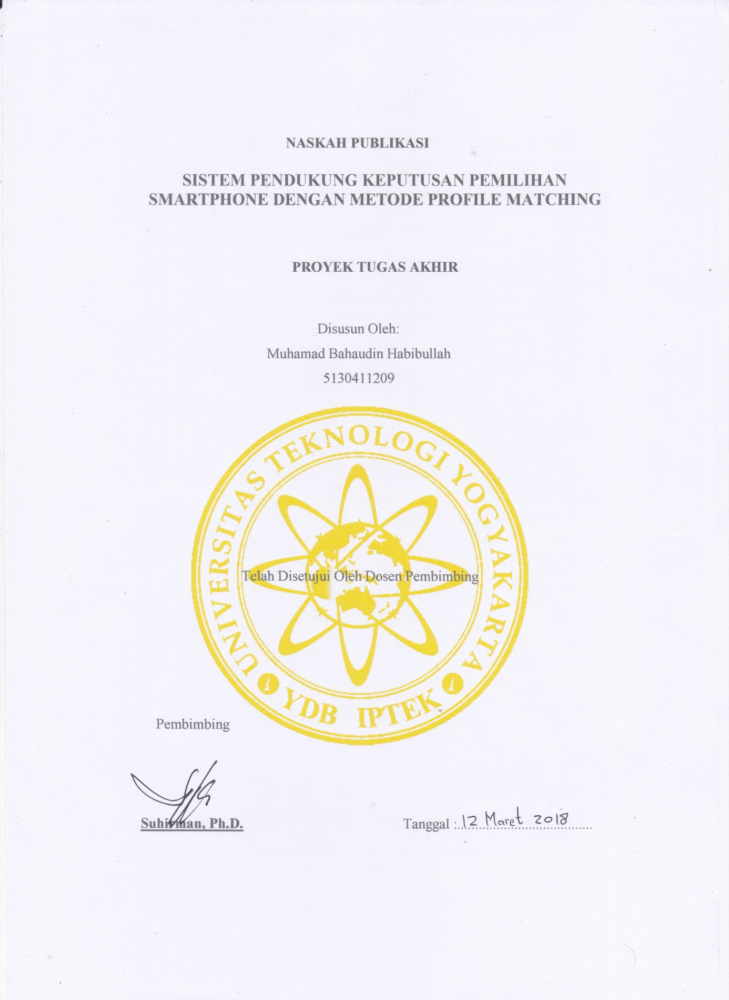 NASKAH PUBLIKASI
SISTEM PENDUKUNG KEPUTUSAN PEMILIHAN
SMARTPHONE DENGAN METODE PROFILE MATCHING
PROYEK TUGAS AKHIR
Disusun Oleh:
Muhamad Bahaudin Habibullah
5130411209
UNIVERSITAS TEKNOLOGI YOGYAKARTA
Telah Disetujui Oleh Dosen Pembimbing
YDB IPTEK
Pembimbing
Suhirman, Ph.D.
Tanggal : 12 Maret 2018